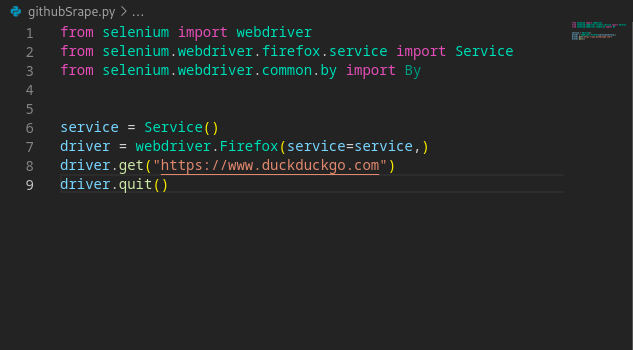 githubSrape.py > ...
1 from selenium import webdriver
2 from selenium.webdriver.firefox.service import Service
3 from selenium.webdriver.common.by import By
4
5
6 service = Service()
7 driver = webdriver.Firefox(service=service,)
8 driver.get("https://www.duckduckgo.com")
9 driver.quit()